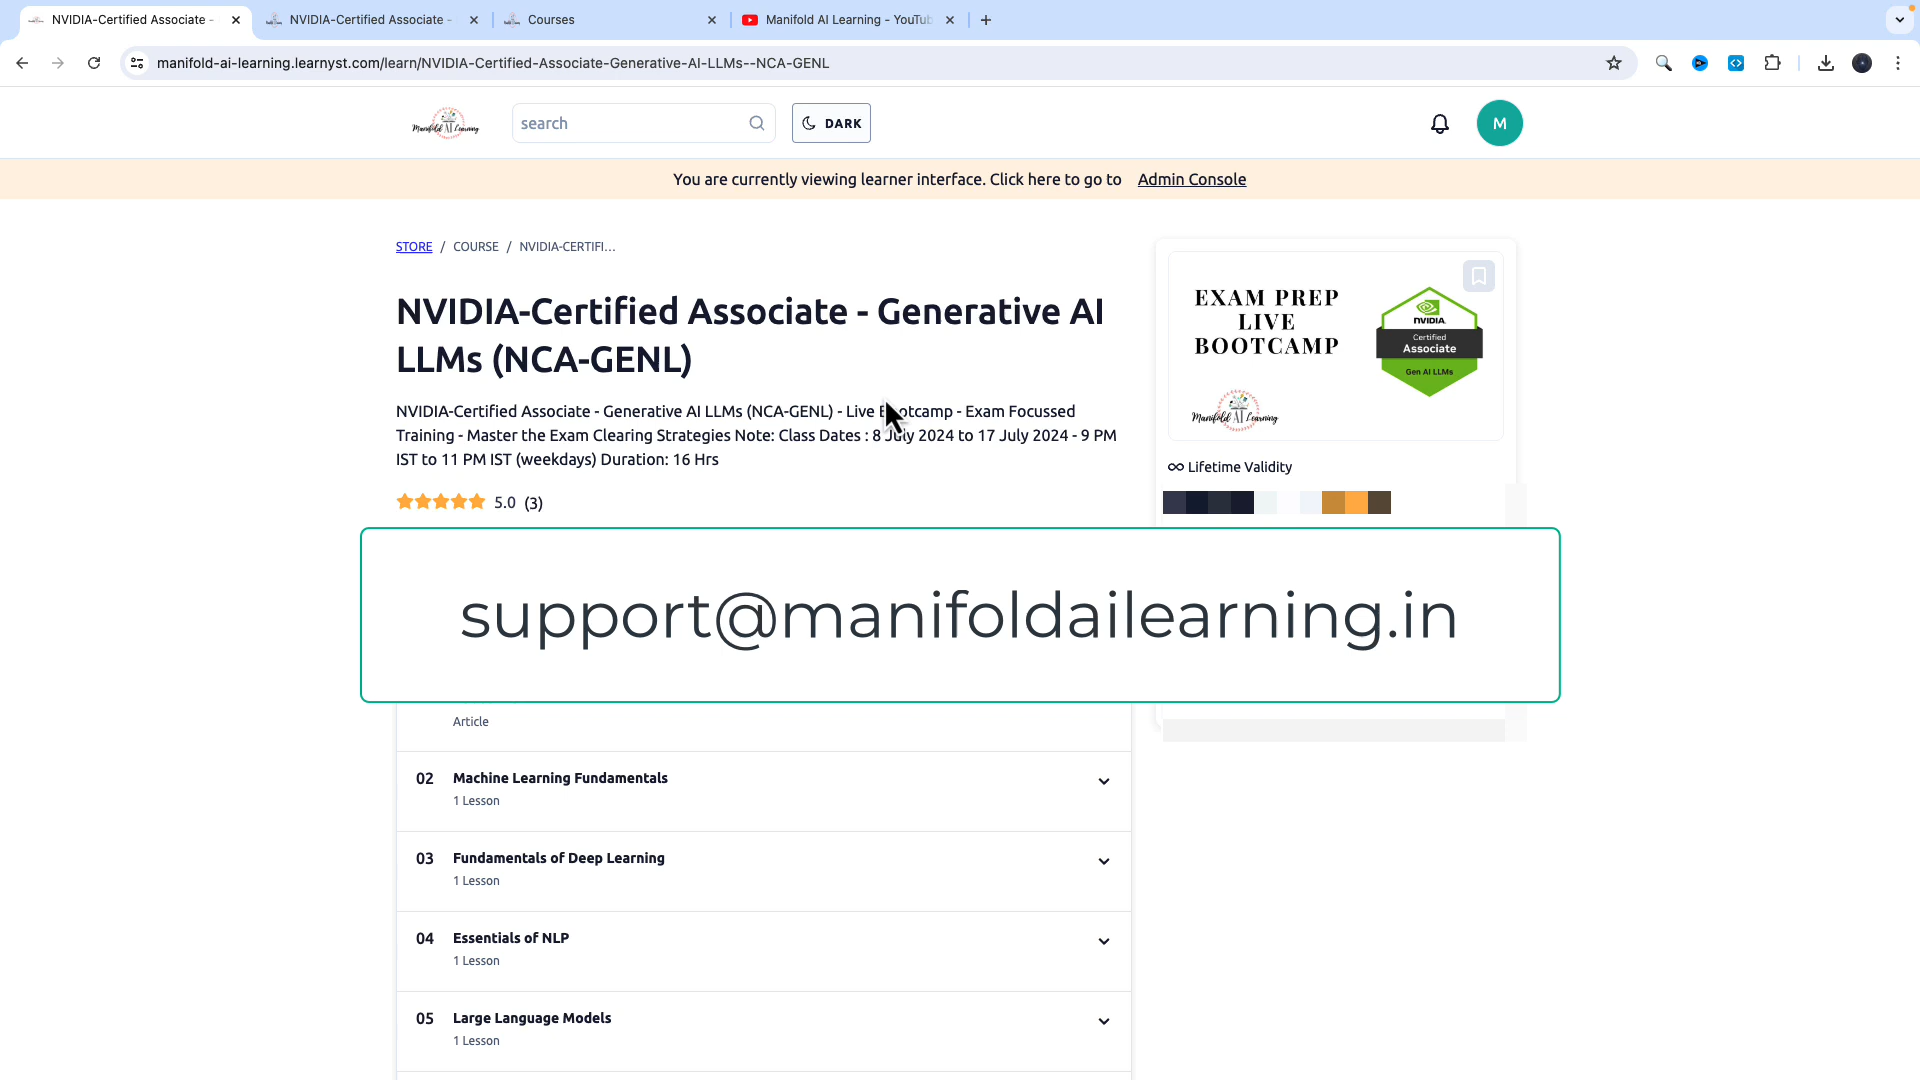 NVIDIA-Certified Associate -
NVIDIA-Certified Associate -
Courses
Manifold AI Learning - YouTub
manifold-ai-learning.learnyst.com/learn/NVIDIA-Certified-Associate-Generative-AI-LLMs--NCA-GENL
Manifold AI Learning
search
DARK
M
You are currently viewing learner interface. Click here to go to Admin Console
STORE / COURSE / NVIDIA-CERTIFI...
NVIDIA-Certified Associate - Generative AI
LLMs (NCA-GENL)
NVIDIA-Certified Associate - Generative AI LLMs (NCA-GENL) - Live Bootcamp - Exam Focussed
Training - Master the Exam Clearing Strategies Note: Class Dates : 8 July 2024 to 17 July 2024 - 9 PM
IST to 11 PM IST (weekdays) Duration: 16 Hrs
5.0 (3)
EXAM PREP
LIVE
BOOTCAMP
NVIDIA
Certified
Associate
Gen AI LLMs
Manifold AI Learning
Lifetime Validity
support@manifoldailearning.in
Article
02 Machine Learning Fundamentals
1 Lesson
03 Fundamentals of Deep Learning
1 Lesson
04 Essentials of NLP
1 Lesson
05 Large Language Models
1 Lesson